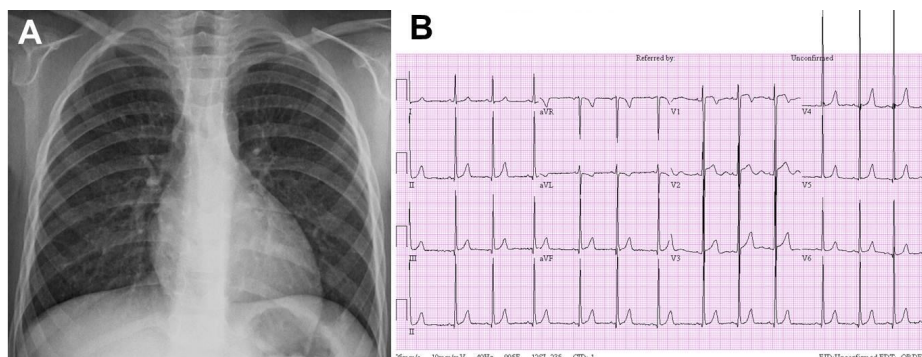 A
B
Referred by: Unconfirmed
I aVR V1 V4
II aVL V2 V5
III aVF V3 V6
II